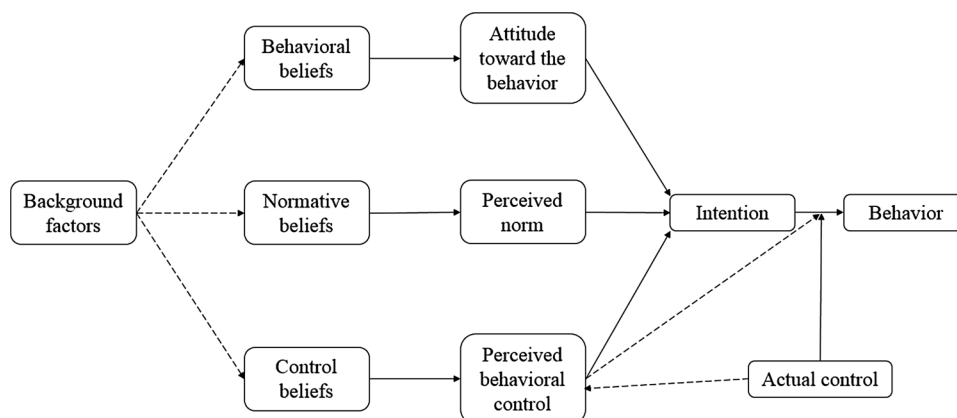 Behavioral
beliefs
Attitude
toward the
behavior
Background
factors
Normative
beliefs
Perceived
norm
Intention
Behavior
Control
beliefs
Perceived
behavioral
control
Actual control